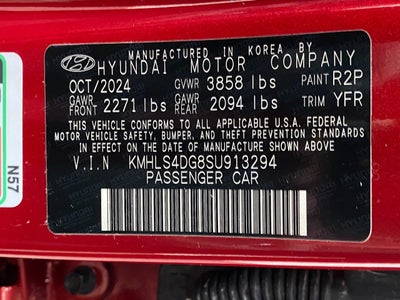 MANUFACTURED IN KOREA BY
HYUNDAI MOTOR COMPANY
OCT/2024 GVWR 3858 lbs PAINT R2P
GAWR FRONT 2271 lbs GAWR REAR 2094 lbs TRIM YFR
THIS VEHICLE CONFORMS TO ALL APPLICABLE U.S.A. FEDERAL
MOTOR VEHICLE SAFETY, BUMPER, AND THEFT PREVENTION STANDARDS
IN EFFECT ON THE DATE OF MANUFACTURE SHOWN ABOVE.
V.I.N KMHLS4DG8SU913294
PASSENGER CAR
N57